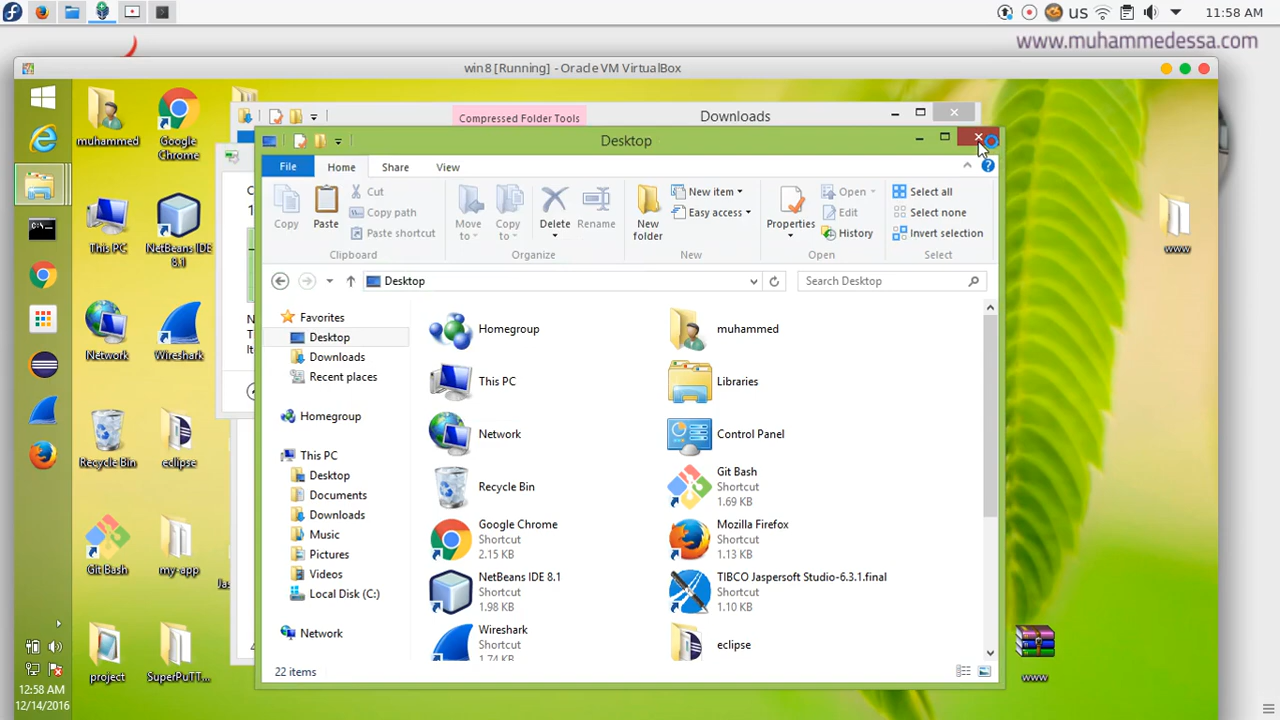 us
11:58 AM
www.muhammedessa.com
win8 [Running] - Oracle VM VirtualBox
Compressed Folder Tools
Downloads
Desktop
File
Home
Share
View
Copy
Paste
Cut
Copy path
Paste shortcut
Clipboard
Move to
Copy to
Delete
Rename
Organize
New folder
New item
Easy access
New
Properties
Open
Edit
History
Open
Select all
Select none
Invert selection
Select
Desktop
Search Desktop
Favorites
Desktop
Downloads
Recent places
Homegroup
This PC
Desktop
Documents
Downloads
Music
Pictures
Videos
Local Disk (C:)
Network
Homegroup
muhammed
This PC
Libraries
Network
Control Panel
Recycle Bin
Git Bash
Shortcut
1.69 KB
Google Chrome
Shortcut
2.15 KB
Mozilla Firefox
Shortcut
1.13 KB
NetBeans IDE 8.1
Shortcut
1.98 KB
TIBCO Jaspersoft Studio-6.3.1.final
Shortcut
1.10 KB
Wireshark
Shortcut
1.74 KB
eclipse
22 items
muhammed
Google
Chrome
This PC
NetBeans IDE
8.1
Network
Wireshark
Recycle Bin
eclipse
Git Bash
my-app
project
SuperPuTT...
www
www
12:58 AM
12/14/2016